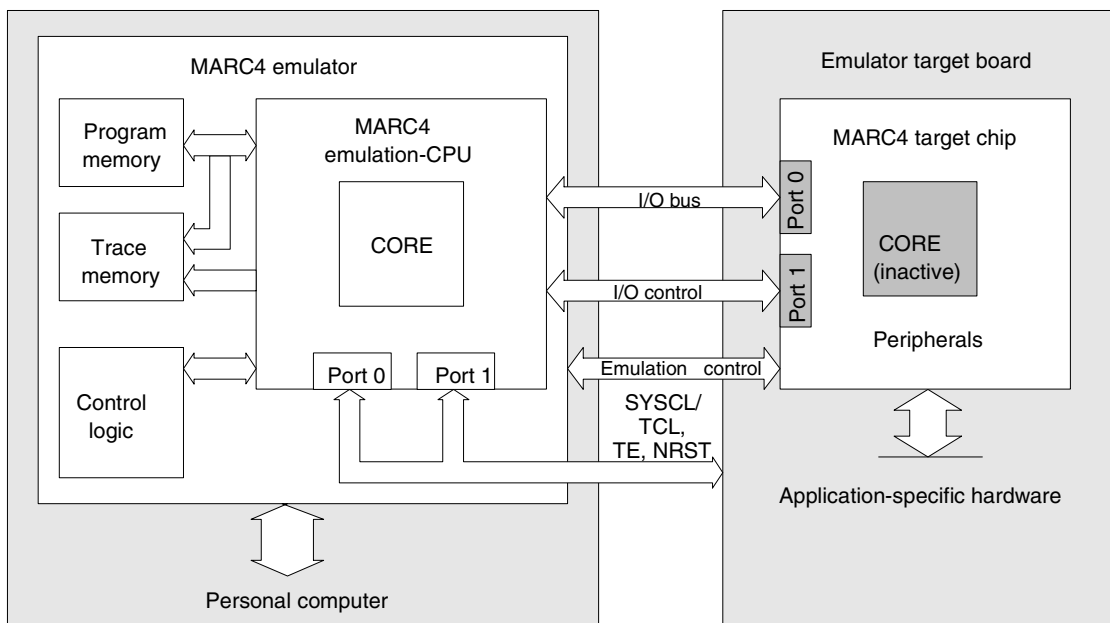 MARC4 emulator
Program
memory
Trace
memory
Control
logic
MARC4
emulation-CPU
CORE
Port 0
Port 1
I/O bus
I/O control
Emulation control
SYSCL/
TCL,
TE, NRST
Personal computer
Emulator target board
MARC4 target chip
Port 0
Port 1
CORE
(inactive)
Peripherals
Application-specific hardware